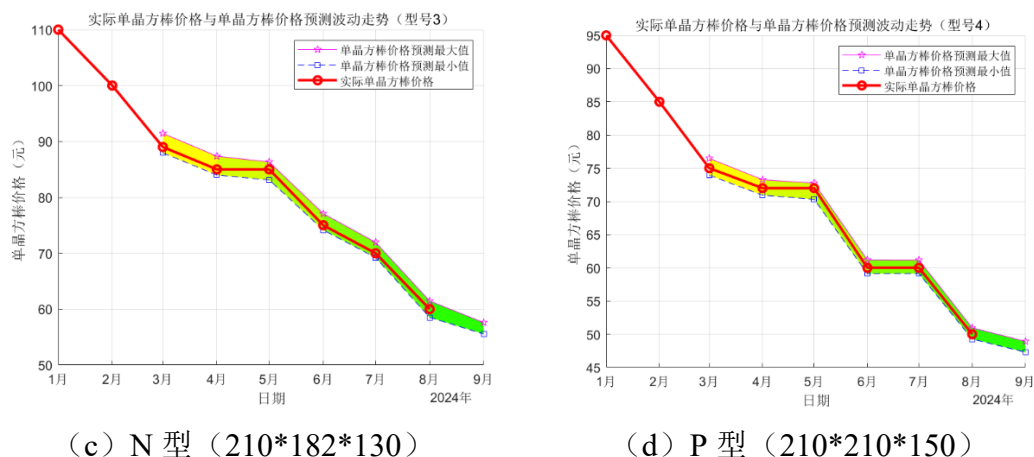 实际单晶方棒价格与单晶方棒价格预测波动走势（型号3）
单晶方棒价格预测最大值
单晶方棒价格预测最小值
实际单晶方棒价格
单晶方棒价格（元）
110
100
90
80
70
60
50
1月 2月 3月 4月 5月 6月 7月 8月 9月
日期 2024年
（c）N 型（210*182*130）
实际单晶方棒价格与单晶方棒价格预测波动走势（型号4）
单晶方棒价格预测最大值
单晶方棒价格预测最小值
实际单晶方棒价格
单晶方棒价格（元）
95
90
85
80
75
70
65
60
55
50
45
1月 2月 3月 4月 5月 6月 7月 8月 9月
日期 2024年
（d）P 型（210*210*150）